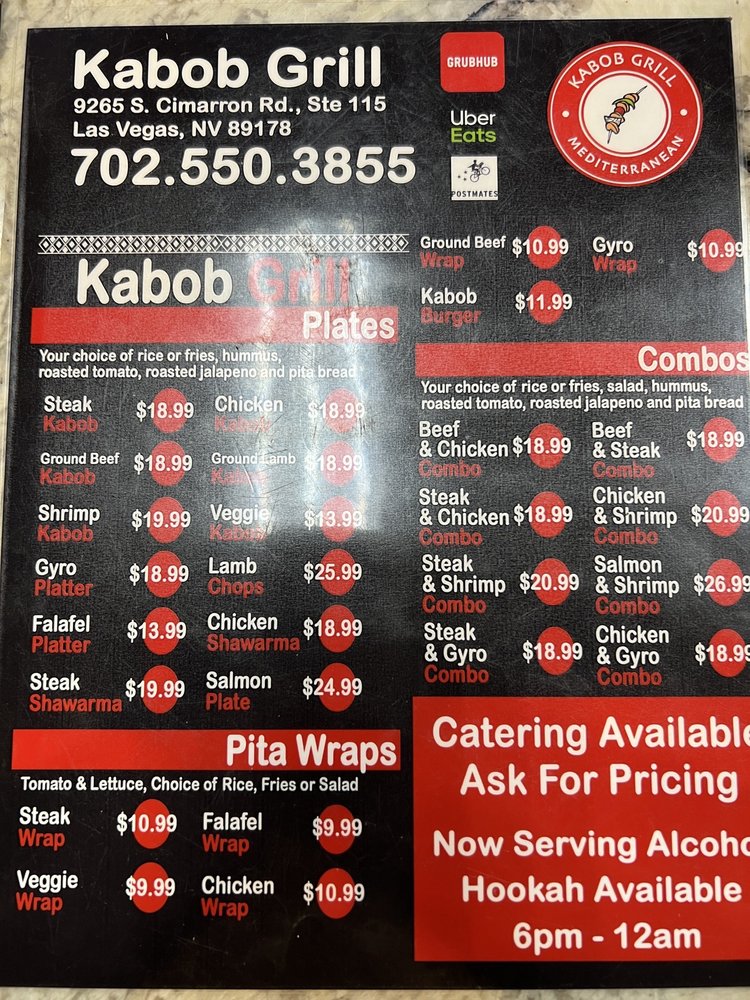 Kabob Grill
9265 S. Cimarron Rd., Ste 115
Las Vegas, NV 89178
702.550.3855
GRUBHUB
Uber
Eats
POSTMATES
KABOB GRILL
MEDITERRANEAN
Kabob Grill
Plates
Your choice of rice or fries, hummus,
roasted tomato, roasted jalapeno and pita bread
Steak
Kabob
$18.99
Chicken
Kabob
$18.99
Ground Beef
Kabob
$18.99
Ground Lamb
Kabob
$18.99
Shrimp
Kabob
$19.99
Veggie
Kabob
$13.99
Gyro
Platter
$18.99
Lamb
Chops
$25.99
Falafel
Platter
$13.99
Chicken
Shawarma
$18.99
Steak
Shawarma
$19.99
Salmon
Plate
$24.99
Pita Wraps
Tomato & Lettuce, Choice of Rice, Fries or Salad
Steak
Wrap
$10.99
Falafel
Wrap
$9.99
Veggie
Wrap
$9.99
Chicken
Wrap
$10.99
Ground Beef
Wrap
$10.99
Gyro
Wrap
$10.99
Kabob
Burger
$11.99
Combos
Your choice of rice or fries, salad, hummus,
roasted tomato, roasted jalapeno and pita bread
Beef
& Chicken
Combo
$18.99
Beef
& Steak
Combo
$18.99
Steak
& Chicken
Combo
$18.99
Chicken
& Shrimp
Combo
$20.99
Steak
& Shrimp
Combo
$20.99
Salmon
& Shrimp
Combo
$26.99
Steak
& Gyro
Combo
$18.99
Chicken
& Gyro
Combo
$18.99
Catering Available
Ask For Pricing
Now Serving Alcoho
Hookah Available
6pm - 12am